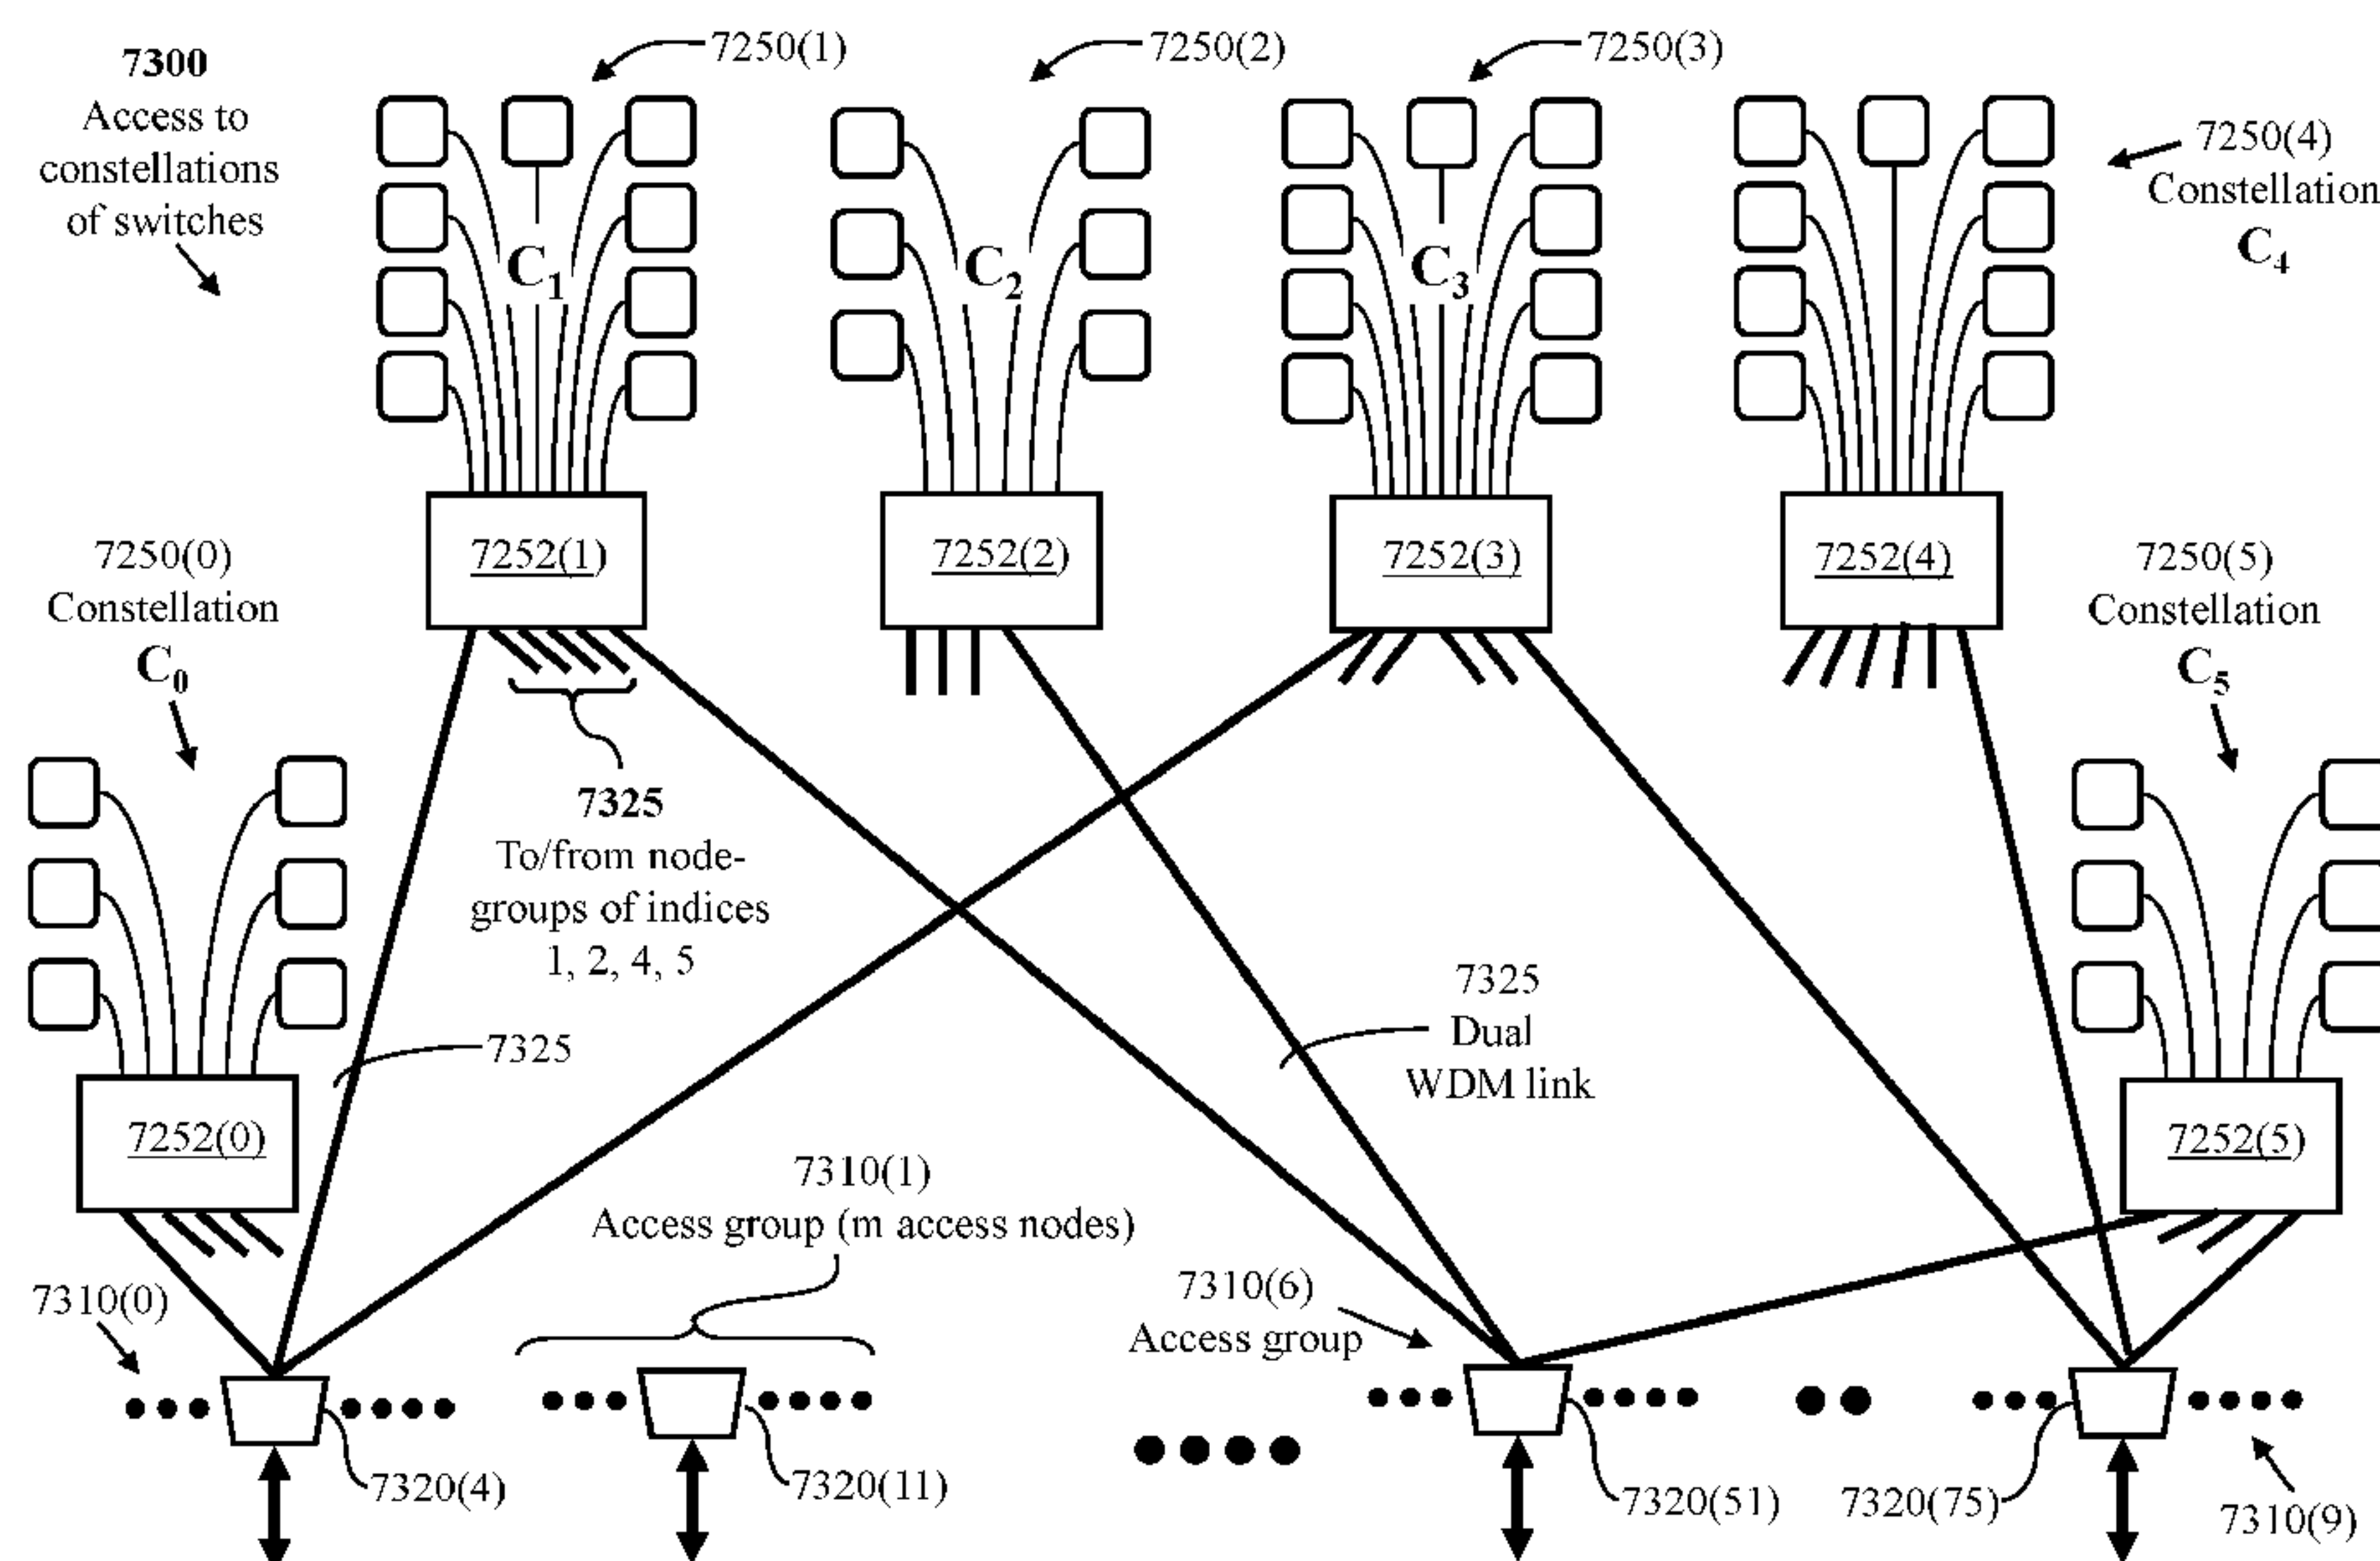 7300
Access to
constellations
of switches
7250(1)
7250(2)
7250(3)
7250(4)
Constellation
C4
C1
C2
C3
7252(1)
7252(2)
7252(3)
7252(4)
7250(0)
Constellation
C0
7250(5)
Constellation
C5
7325
To/from node-
groups of indices
1, 2, 4, 5
7325
7325
Dual
WDM link
7252(0)
7252(5)
7310(1)
Access group (m access nodes)
7310(0)
7310(6)
Access group
7320(4)
7320(11)
7320(51)
7320(75)
7310(9)